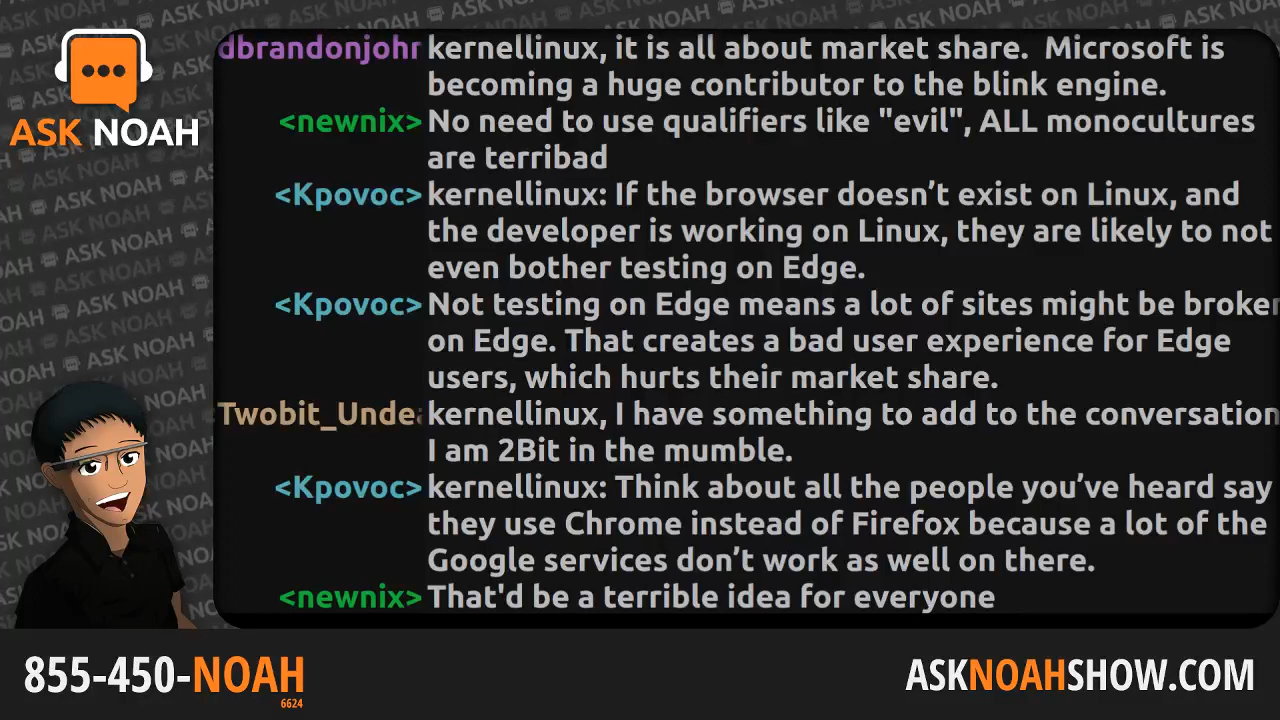 ASK NOAH
dbrandonjohn kernellinux, it is all about market share.  Microsoft is
becoming a huge contributor to the blink engine.
<newnix> No need to use qualifiers like "evil", ALL monocultures
are terribad
<Kpovoc> kernellinux: If the browser doesn’t exist on Linux, and
the developer is working on Linux, they are likely to not
even bother testing on Edge.
<Kpovoc> Not testing on Edge means a lot of sites might be broken
on Edge. That creates a bad user experience for Edge
users, which hurts their market share.
Twobit_Undea kernellinux, I have something to add to the conversation
I am 2Bit in the mumble.
<Kpovoc> kernellinux: Think about all the people you’ve heard say
they use Chrome instead of Firefox because a lot of the
Google services don’t work as well on there.
<newnix> That'd be a terrible idea for everyone
855-450-NOAH
6624
ASKNOAHSHOW.COM